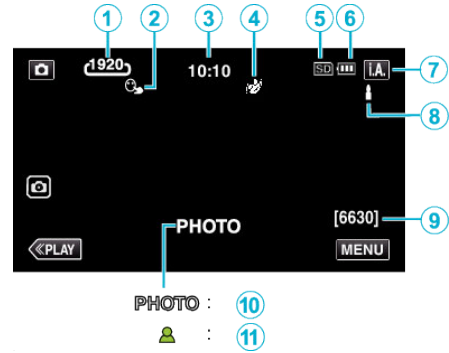 1 2 3 4 5 6
1920 10:10 SD I.A. 7
8
[6630] 9
PHOTO
≪PLAY MENU
PHOTO : 10
: 11